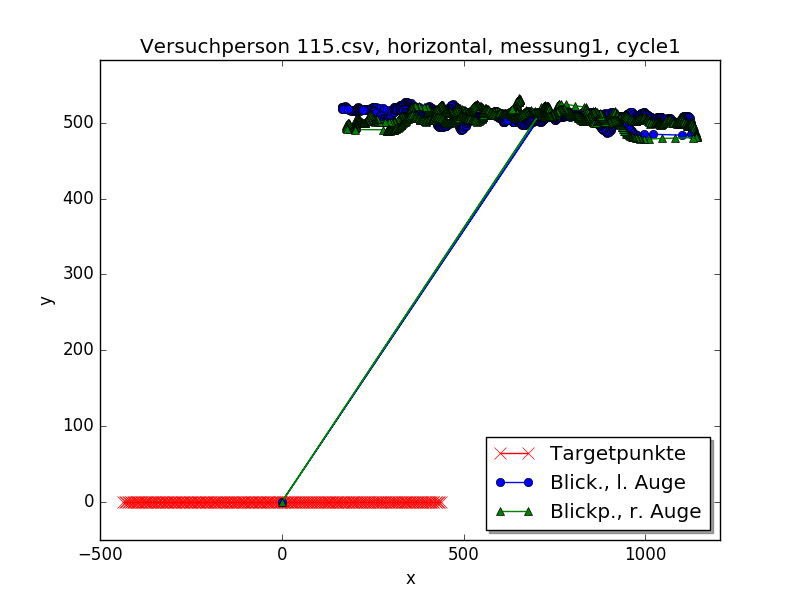 Versuchperson 115.csv, horizontal, messung1, cycle1
500
400
300
200
100
0
y
−500
0
500
1000
x
Targetpunkte
Blick., l. Auge
Blickp., r. Auge